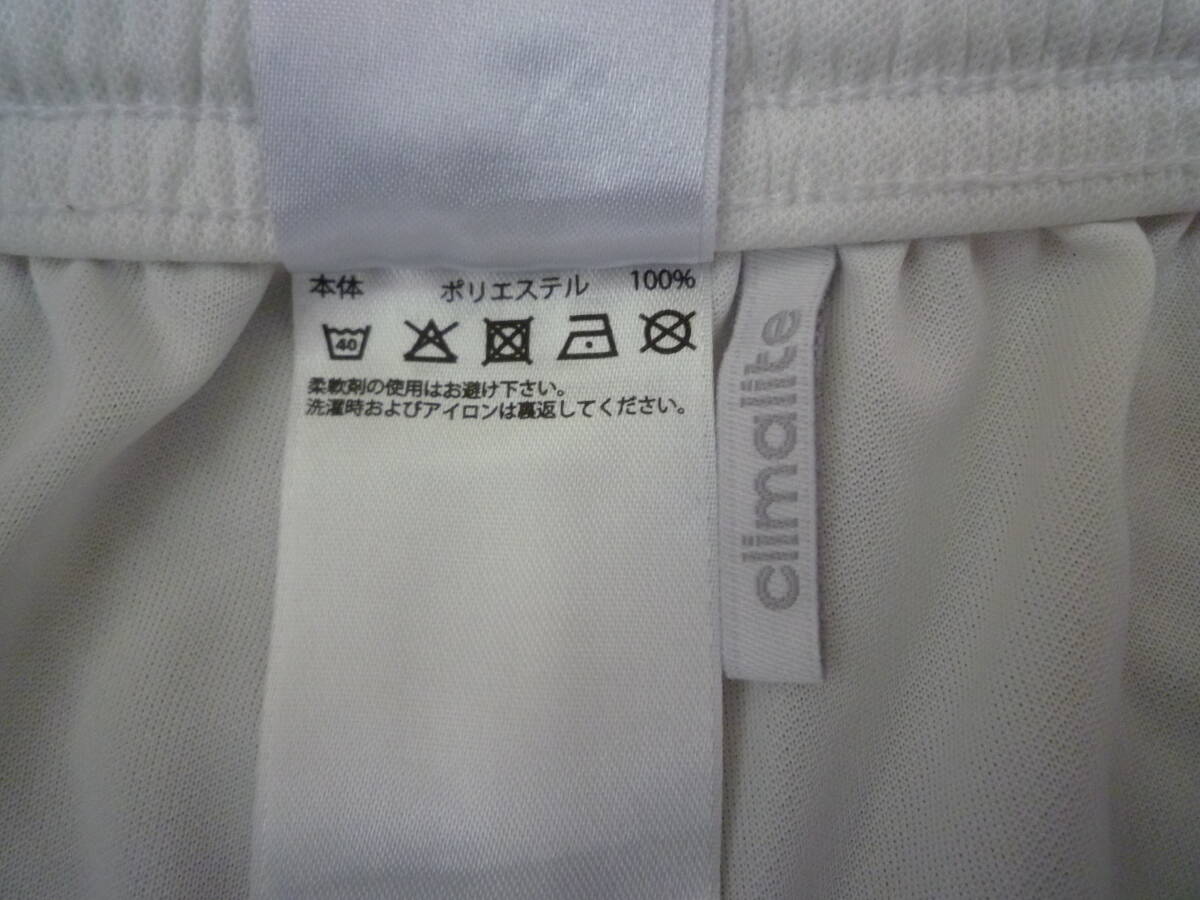 本体 ポリエステル 100%
40
柔軟剤の使用はお避け下さい。
洗濯時およびアイロンは裏返してください。
climalite